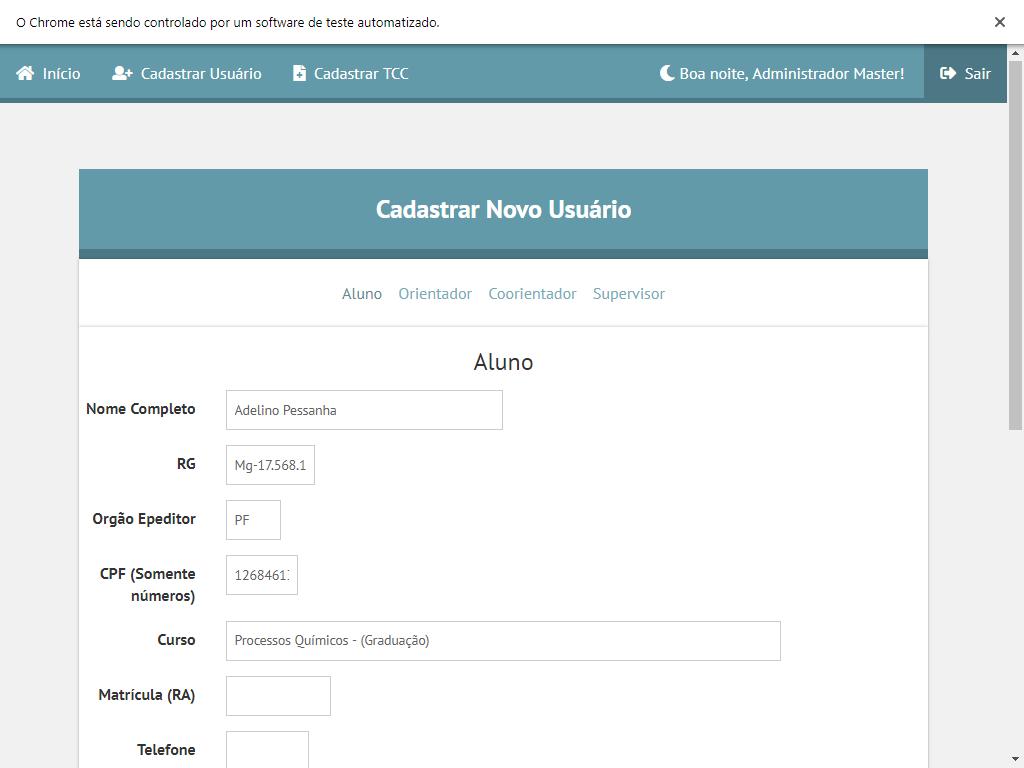 O Chrome está sendo controlado por um software de teste automatizado.
Início Cadastrar Usuário Cadastrar TCC Boa noite, Administrador Master! Sair
Cadastrar Novo Usuário
Aluno Orientador Coorientador Supervisor
Aluno
Nome Completo Adelino Pessanha
RG Mg-17.568.1
Orgão Epeditor PF
CPF (Somente números) 1268461
Curso Processos Químicos - (Graduação)
Matrícula (RA)
Telefone